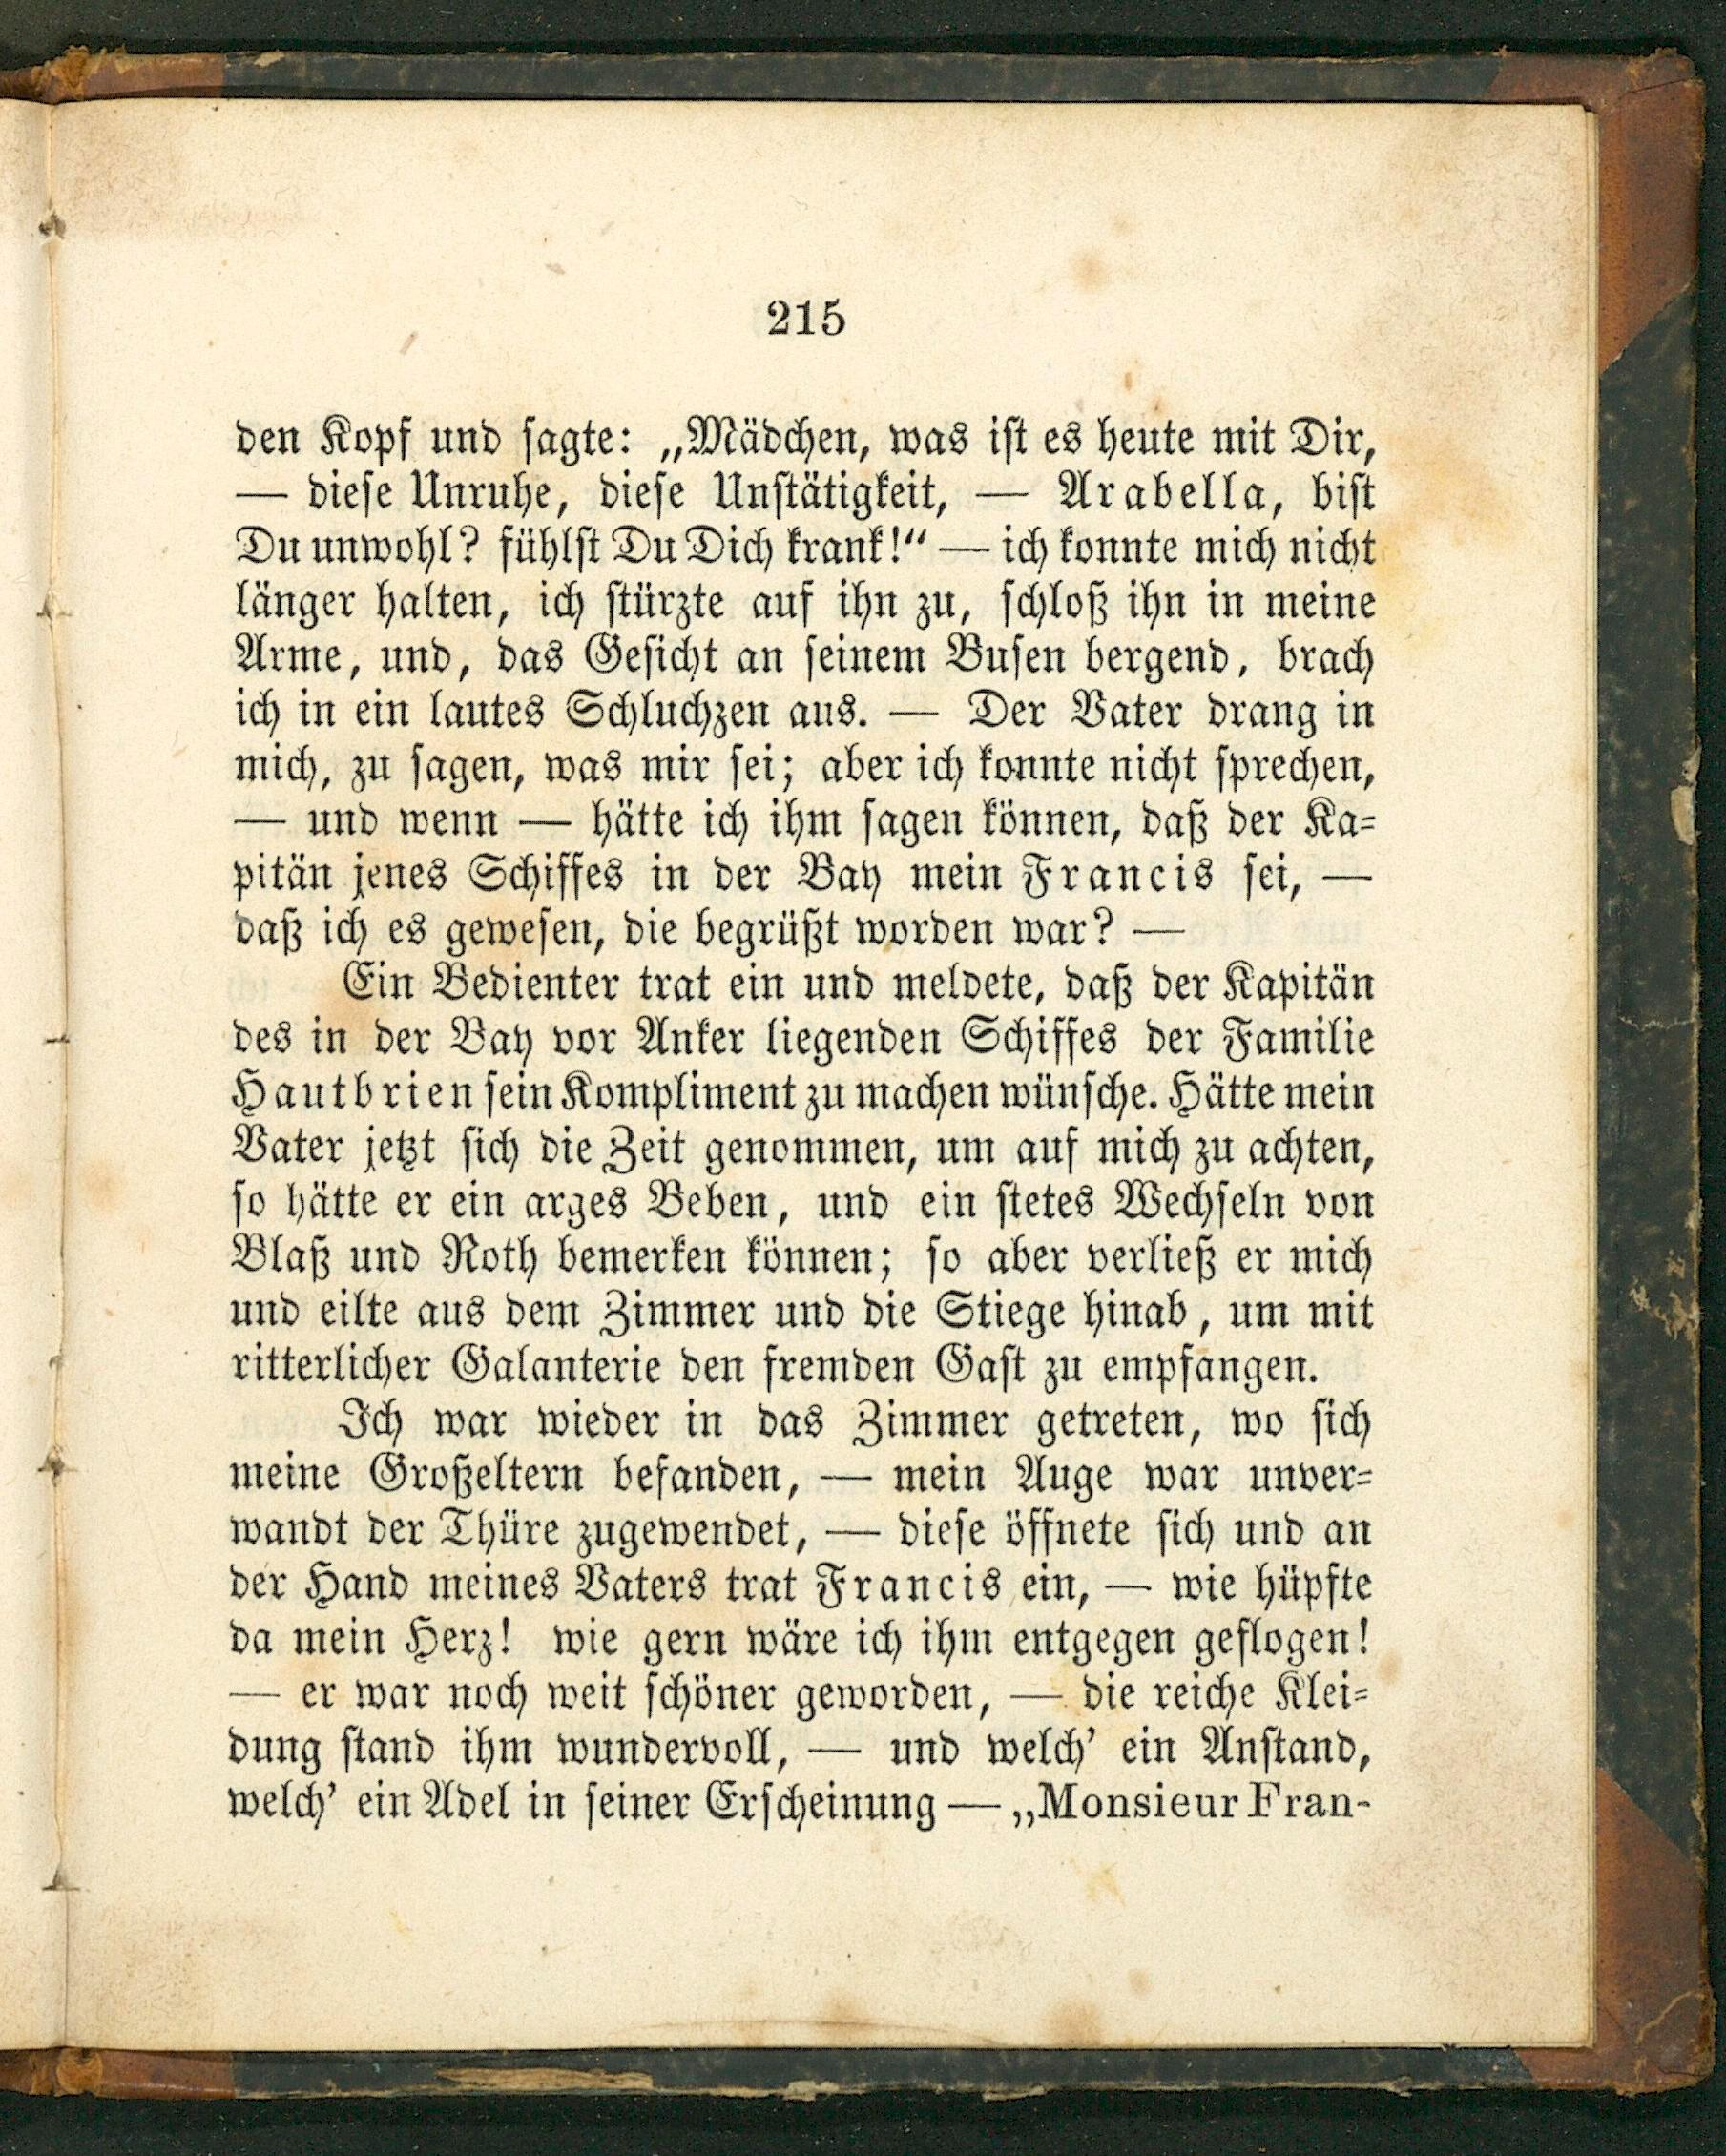 215
den Kopf und sagte: „Mädchen, was ist es heute mit Dir,
— diese Unruhe, diese Unstätigkeit, — Arabella, bist
Du unwohl? fühlst Du Dich krank!“ — ich konnte mich nicht
länger halten, ich stürzte auf ihn zu, schloß ihn in meine
Arme, und, das Gesicht an seinem Busen bergend, brach
ich in ein lautes Schluchzen aus. — Der Vater drang in
mich, zu sagen, was mir sei; aber ich konnte nicht sprechen,
— und wenn — hätte ich ihm sagen können, daß der Ka-
pitän jenes Schiffes in der Bay mein Francis sei, —
daß ich es gewesen, die begrüßt worden war? —
Ein Bedienter trat ein und meldete, daß der Kapitän
des in der Bay vor Anker liegenden Schiffes der Familie
Hautbrien sein Kompliment zu machen wünsche. Hätte mein
Vater jetzt sich die Zeit genommen, um auf mich zu achten,
so hätte er ein arges Beben, und ein stetes Wechseln von
Blaß und Roth bemerken können; so aber verließ er mich
und eilte aus dem Zimmer und die Stiege hinab, um mit
ritterlicher Galanterie den fremden Gast zu empfangen.
Ich war wieder in das Zimmer getreten, wo sich
meine Großeltern befanden, — mein Auge war unver-
wandt der Thüre zugewendet, — diese öffnete sich und an
der Hand meines Vaters trat Francis ein, — wie hüpfte
da mein Herz! wie gern wäre ich ihm entgegen geflogen!
— er war noch weit schöner geworden, — die reiche Klei-
dung stand ihm wundervoll, — und welch' ein Anstand,
welch' ein Adel in seiner Erscheinung — „Monsieur Fran-